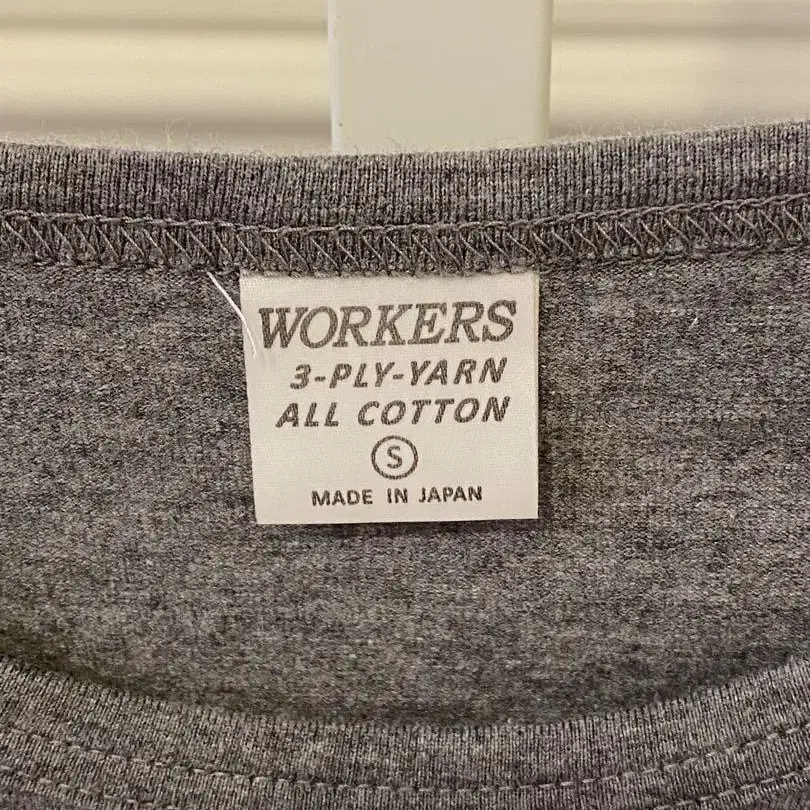 WORKERS
3-PLY-YARN
ALL COTTON
S
MADE IN JAPAN